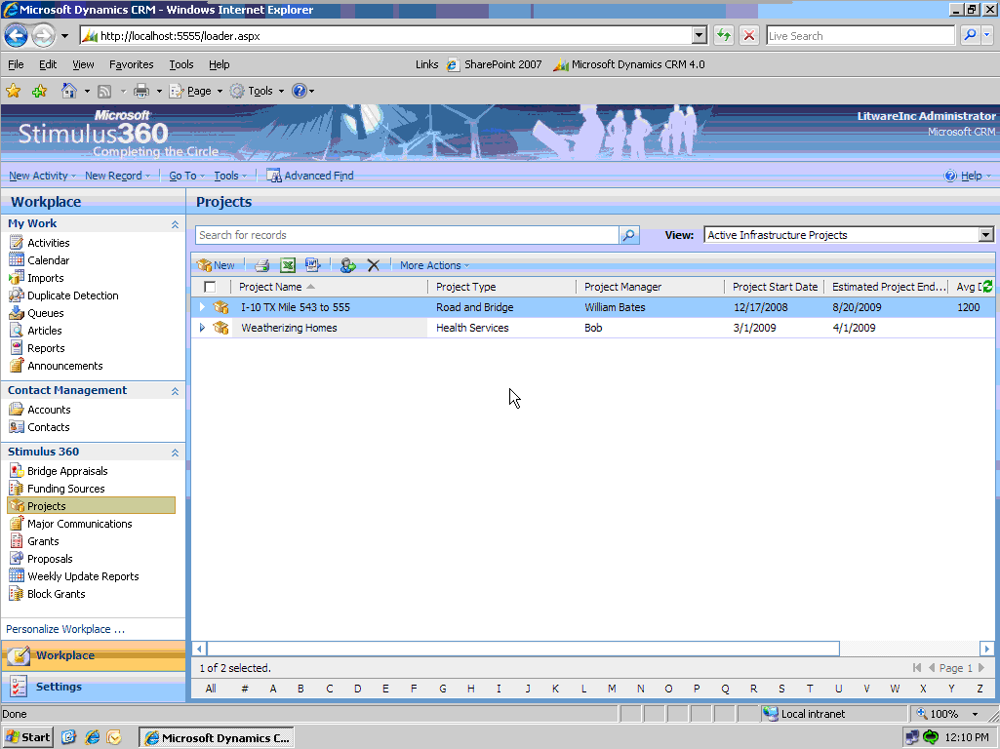 Microsoft Dynamics CRM - Windows Internet Explorer
http://localhost:5555/loader.aspx
Live Search
File Edit View Favorites Tools Help
Links SharePoint 2007 Microsoft Dynamics CRM 4.0
Page Tools
Microsoft
Stimulus360
Completing the Circle
LitwareInc Administrator
Microsoft CRM
New Activity New Record Go To Tools Advanced Find Help
Workplace
My Work
Activities
Calendar
Imports
Duplicate Detection
Queues
Articles
Reports
Announcements
Contact Management
Accounts
Contacts
Stimulus 360
Bridge Appraisals
Funding Sources
Projects
Major Communications
Grants
Proposals
Weekly Update Reports
Block Grants
Personalize Workplace ...
Workplace
Settings
Projects
Search for records
View: Active Infrastructure Projects
New More Actions
Project Name Project Type Project Manager Project Start Date Estimated Project End... Avg
I-10 TX Mile 543 to 555 Road and Bridge William Bates 12/17/2008 8/20/2009 1200
Weatherizing Homes Health Services Bob 3/1/2009 4/1/2009
1 of 2 selected.
Page 1
All # A B C D E F G H I J K L M N O P Q R S T U V W X Y Z
Done
Local intranet
100%
Start
Microsoft Dynamics C...
12:10 PM